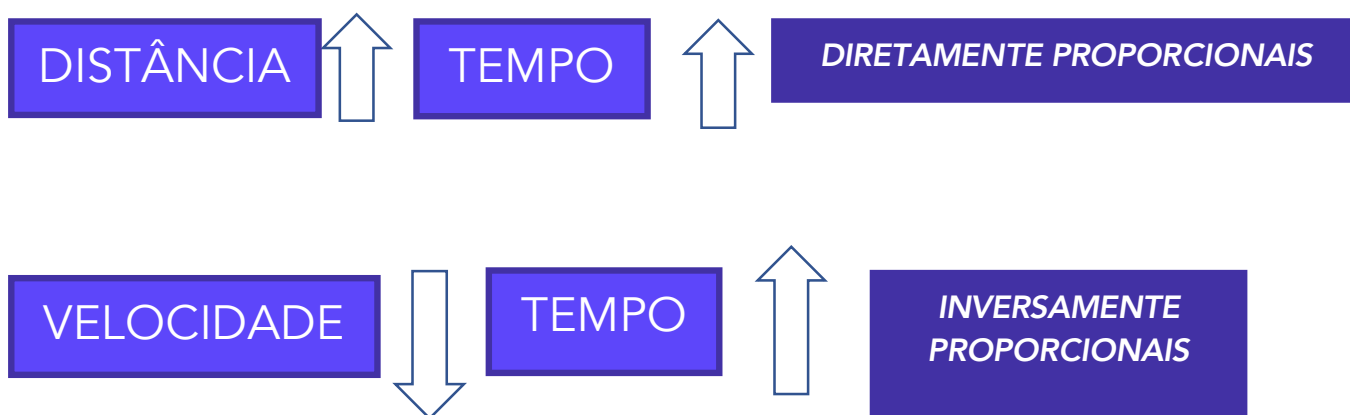 DISTÂNCIA
TEMPO
DIRETAMENTE PROPORCIONAIS
VELOCIDADE
TEMPO
INVERSAMENTE
PROPORCIONAIS